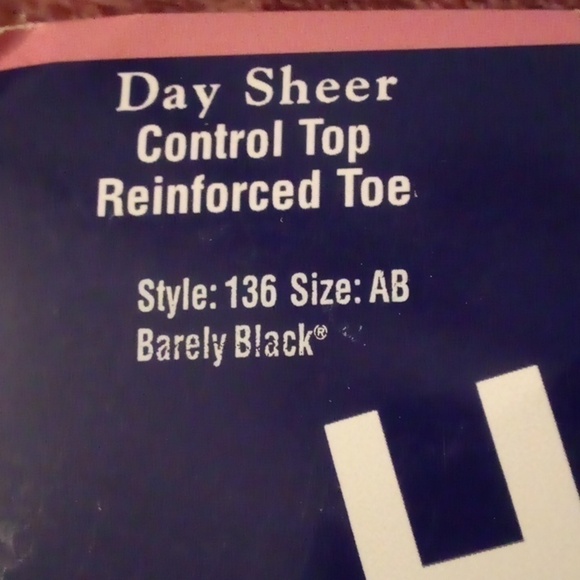 Day Sheer
Control Top
Reinforced Toe
Style: 136 Size: AB
Barely Black®